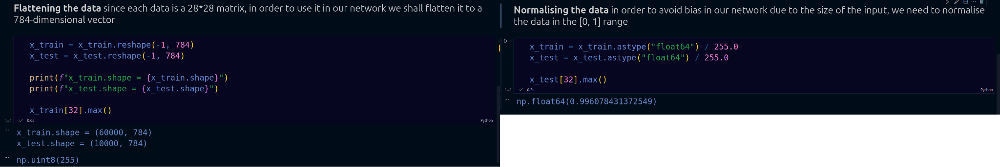 Flattening the data since each data is a 28*28 matrix, in order to use it in our network we shall flatten it to a
784-dimensional vector
x_train = x_train.reshape(-1, 784)
x_test = x_test.reshape(-1, 784)
print(f"x_train.shape = {x_train.shape}")
print(f"x_test.shape = {x_test.shape}")
x_train[32].max()
[11]
0.0s
Python
x_train.shape = (60000, 784)
x_test.shape = (10000, 784)
np.uint8(255)
Normalising the data in order to avoid bias in our network due to the size of the input, we need to normalise
the data in the [0, 1] range
x_train = x_train.astype("float64") / 255.0
x_test = x_test.astype("float64") / 255.0
x_test[32].max()
[12]
0.2s
Python
np.float64(0.996078431372549)